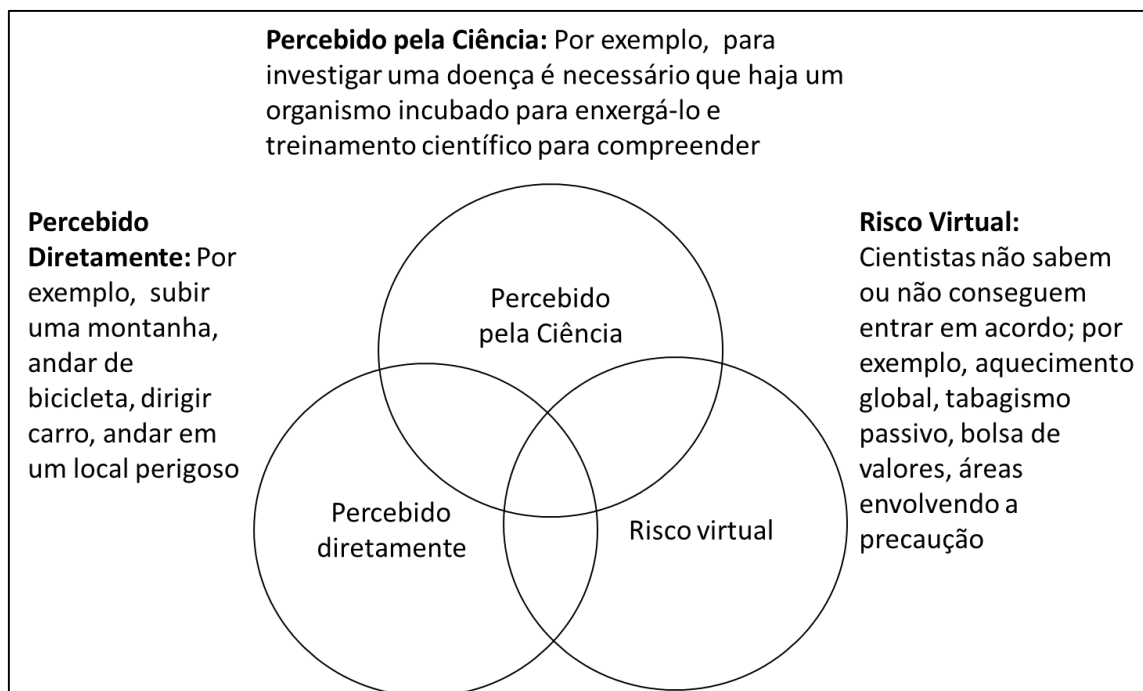 Percebido pela Ciência: Por exemplo, para
investigar uma doença é necessário que haja um
organismo incubado para enxergá-lo e
treinamento científico para compreender
Percebido
Diretamente: Por
exemplo, subir
uma montanha,
andar de
bicicleta, dirigir
carro, andar em
um local perigoso
Risco Virtual:
Cientistas não sabem
ou não conseguem
entrar em acordo; por
exemplo, aquecimento
global, tabagismo
passivo, bolsa de
valores, áreas
envolvendo a
precaução
Percebido
pela Ciência
Percebido
diretamente
Risco virtual